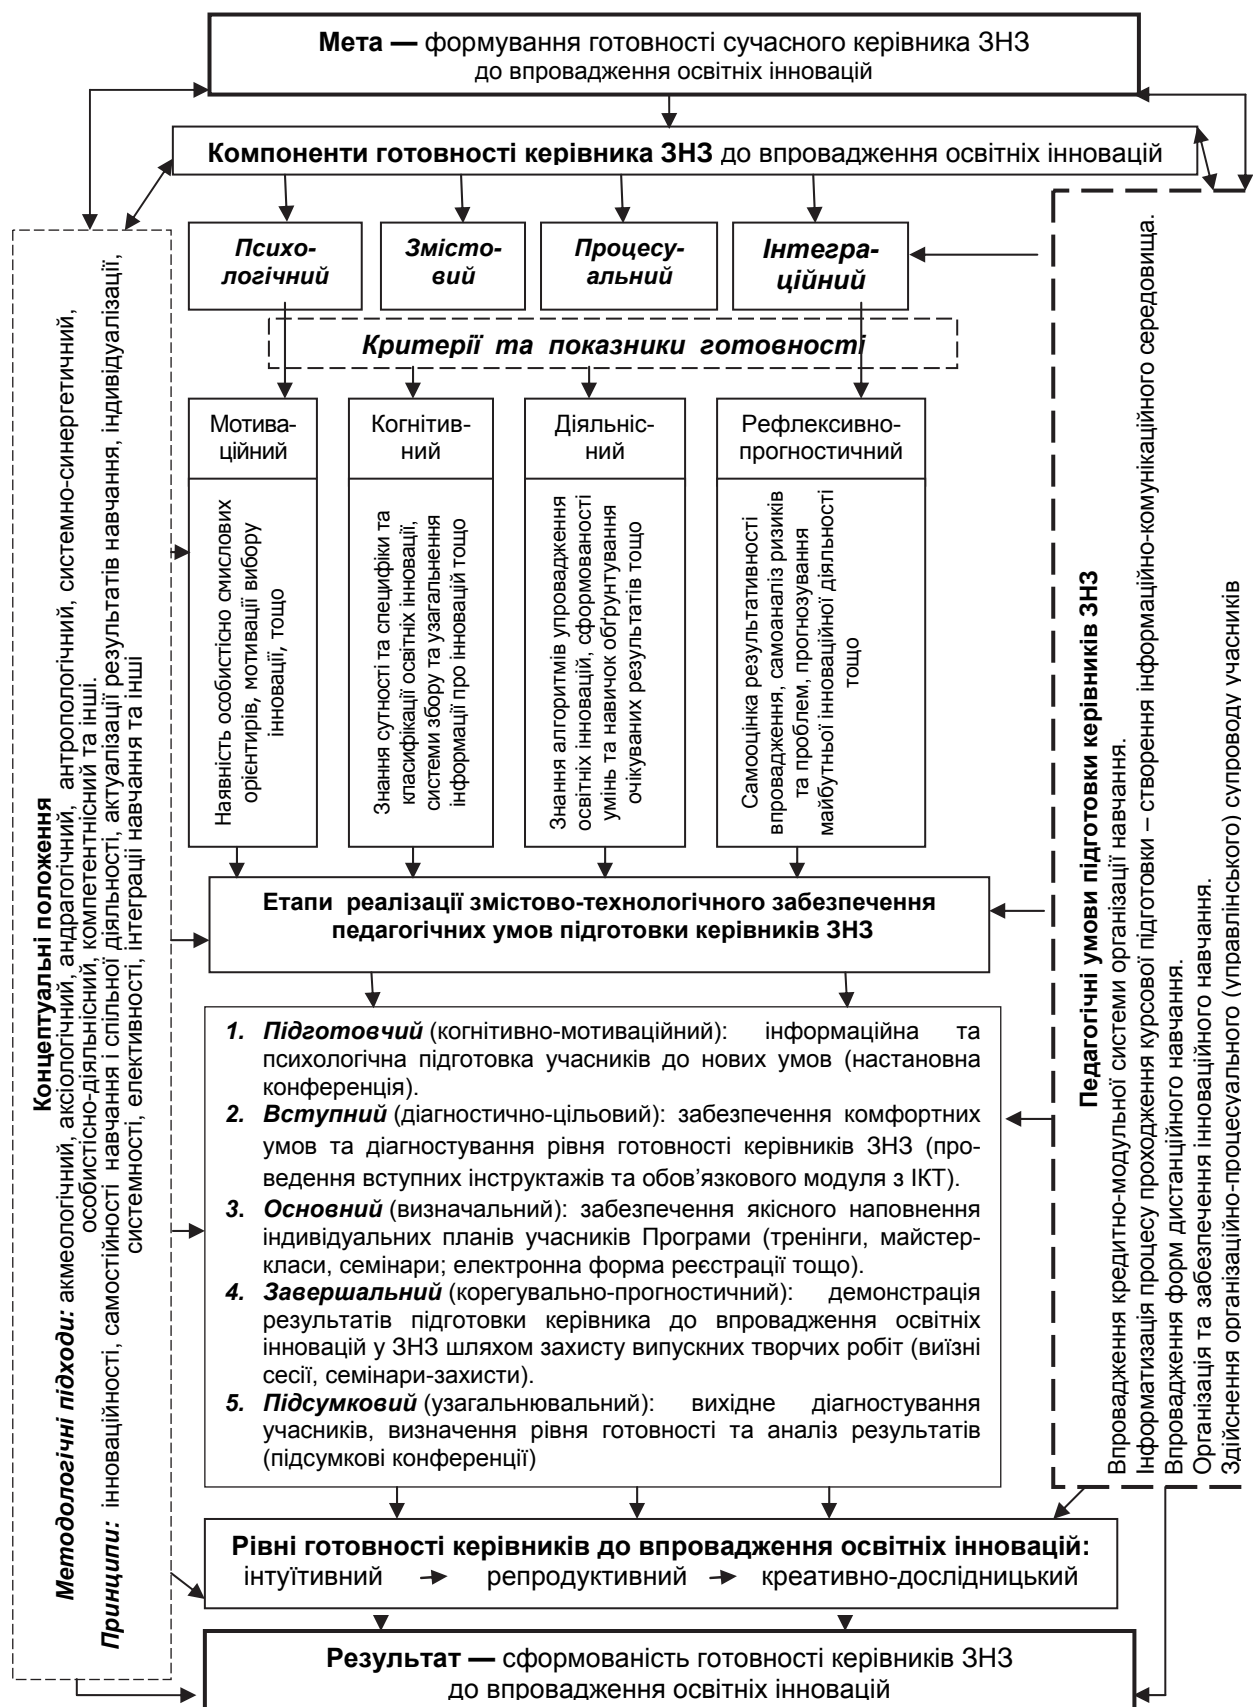 Мета — формування готовності сучасного керівника ЗНЗ
до впровадження освітніх інновацій
Компоненти готовності керівника ЗНЗ до впровадження освітніх інновацій
Психо-
логічний
Змісто-
вий
Процесу-
альний
Інтегра-
ційний
Критерії та показники готовності
Мотива-
ційний
Когнітив-
ний
Діяльніс-
ний
Рефлексивно-
прогностичний
Наявність особистісно смислових
орієнтирів, мотивації вибору
інновації, тощо
Знання сутності та специфіки та
класифікації освітніх інновації,
системи збору та узагальнення
інформації про інновацій тощо
Знання алгоритмів упровадження
освітніх інновацій, сформованості
умінь та навичок обґрунтування
очікуваних результатів тощо
Самооцінка результативності
впровадження, самоаналіз ризиків
та проблем, прогнозування
майбутньої інноваційної діяльності
тощо
Концептуальні положення
Методологічні підходи: акмеологічний, аксіологічний, андрагогічний, антропологічний, системно-синергетичний,
особистісно-діяльнісний, компетентнісний та інші.
Принципи: інноваційності, самостійності навчання і спільної діяльності, актуалізації результатів навчання, індивідуалізації,
системності, елективності, інтеграції навчання та інші
Етапи реалізації змістово-технологічного забезпечення
педагогічних умов підготовки керівників ЗНЗ
1. Підготовчий (когнітивно-мотиваційний): інформаційна та
психологічна підготовка учасників до нових умов (настановна
конференція).
2. Вступний (діагностично-цільовий): забезпечення комфортних
умов та діагностування рівня готовності керівників ЗНЗ (про-
ведення вступних інструктажів та обов’язкового модуля з ІКТ).
3. Основний (визначальний): забезпечення якісного наповнення
індивідуальних планів учасників Програми (тренінги, майстер-
класи, семінари; електронна форма реєстрації тощо).
4. Завершальний (корегувально-прогностичний): демонстрація
результатів підготовки керівника до впровадження освітніх
інновацій у ЗНЗ шляхом захисту випускних творчих робіт (виїзні
сесії, семінари-захисти).
5. Підсумковий (узагальнювальний): вихідне діагностування
учасників, визначення рівня готовності та аналіз результатів
(підсумкові конференції)
Педагогічні умови підготовки керівників ЗНЗ
Впровадження кредитно-модульної системи організації навчання.
Інформатизація процесу проходження курсової підготовки – створення інформаційно-комунікаційного середовища.
Впровадження форм дистанційного навчання.
Організація та забезпечення інноваційного навчання.
Здійснення організаційно-процесуального (управлінського) супроводу учасників
Рівні готовності керівників до впровадження освітніх інновацій:
інтуїтивний репродуктивний креативно-дослідницький
Результат — сформованість готовності керівників ЗНЗ
до впровадження освітніх інновацій